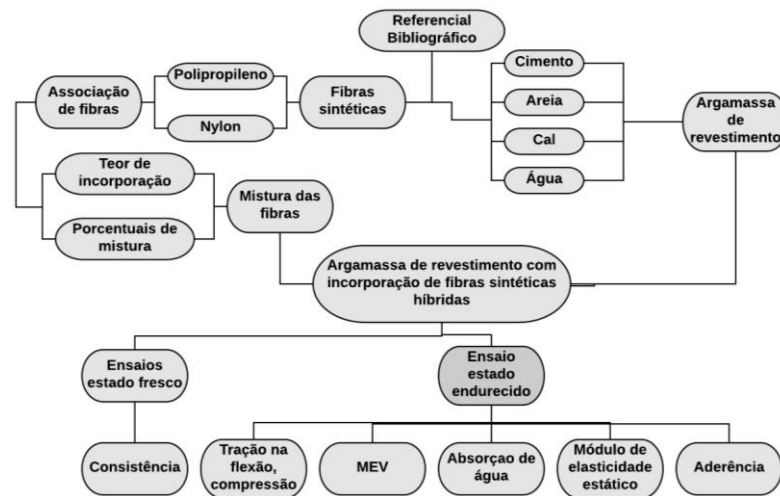 Referencial
Bibliográfico
Associação
de fibras
Polipropileno
Nylon
Fibras
sintéticas
Cimento
Areia
Cal
Água
Argamassa
de
revestimento
Teor de
incorporação
Porcentuais de
mistura
Mistura das
fibras
Argamassa de revestimento com
incorporação de fibras sintéticas
híbridas
Ensaios
estado fresco
Ensaio
estado
endurecido
Consistência
Tração na
flexão,
compressão
MEV
Absorçao de
água
Módulo de
elasticidade
estático
Aderência